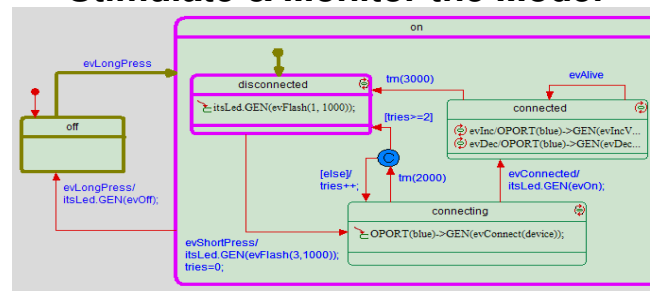 Stimulate & Monitor the Model
on
evLongPress
disconnected
itsLed.GEN(evFlash(1, 1000));
tm(3000)
evAlive
connected
evInc/OPORT(blue)->GEN(evIncV...
evDec/OPORT(blue)->GEN(evDec...
off
[tries>=2]
C
[else]/
tries++;
tm(2000)
evConnected/
itsLed.GEN(evOn);
evLongPress/
itsLed.GEN(evOff);
connecting
OPORT(blue)->GEN(evConnect(device));
evShortPress/
itsLed.GEN(evFlash(3,1000));
tries=0;